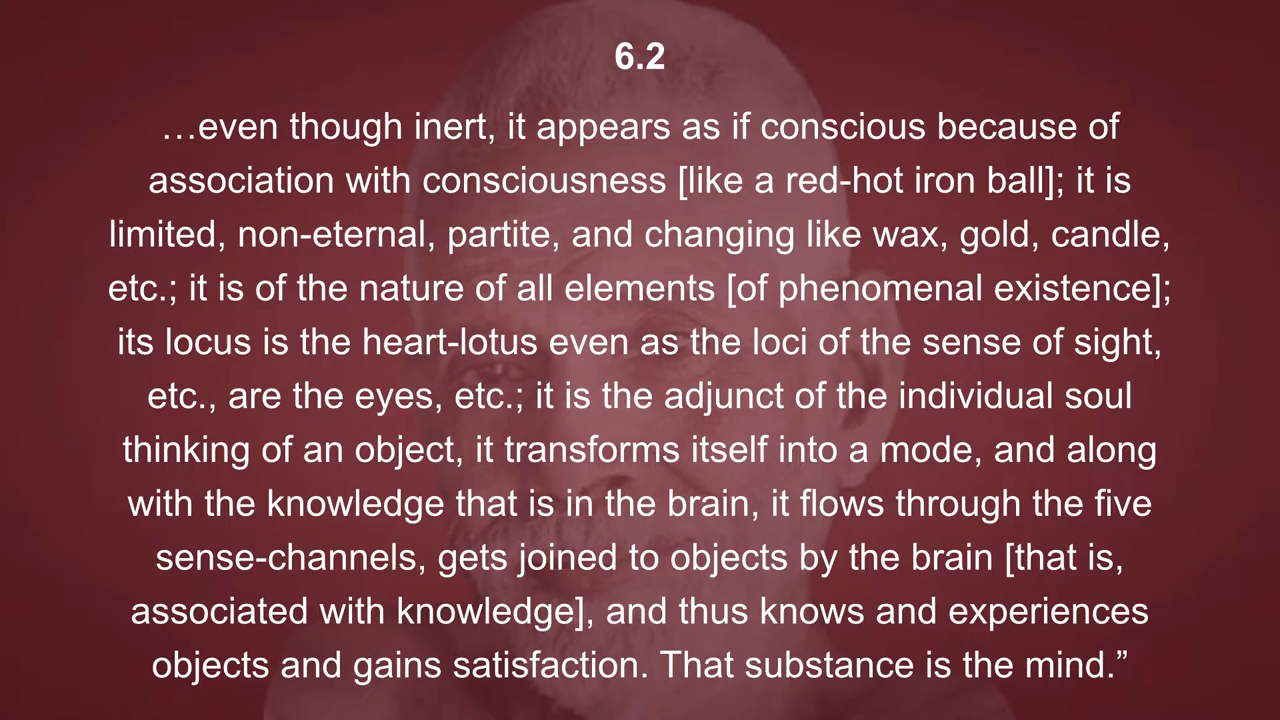 6.2
…even though inert, it appears as if conscious because of
association with consciousness [like a red-hot iron ball]; it is
limited, non-eternal, partite, and changing like wax, gold, candle,
etc.; it is of the nature of all elements [of phenomenal existence];
its locus is the heart-lotus even as the loci of the sense of sight,
etc., are the eyes, etc.; it is the adjunct of the individual soul
thinking of an object, it transforms itself into a mode, and along
with the knowledge that is in the brain, it flows through the five
sense-channels, gets joined to objects by the brain [that is,
associated with knowledge], and thus knows and experiences
objects and gains satisfaction. That substance is the mind.”